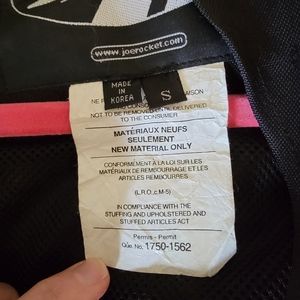 www.joerocket.com
MADE
IN
KOREA
S
NOT TO BE REMOVED
TO THE CONSUMER
MATÉRIAUX NEUFS
SEULEMENT
NEW MATERIAL ONLY
CONFORMÉMENT À LA LOI SUR LES
MATÉRIAUX DE REMBOURRAGE ET LES
ARTICLES REMBOURRÉS
(L.R.O., c M-5)
IN COMPLIANCE WITH THE
STUFFING AND UPHOLSTERED AND
STUFFED ARTICLES ACT
Permis - Permit
Qué. No. 1750-1562